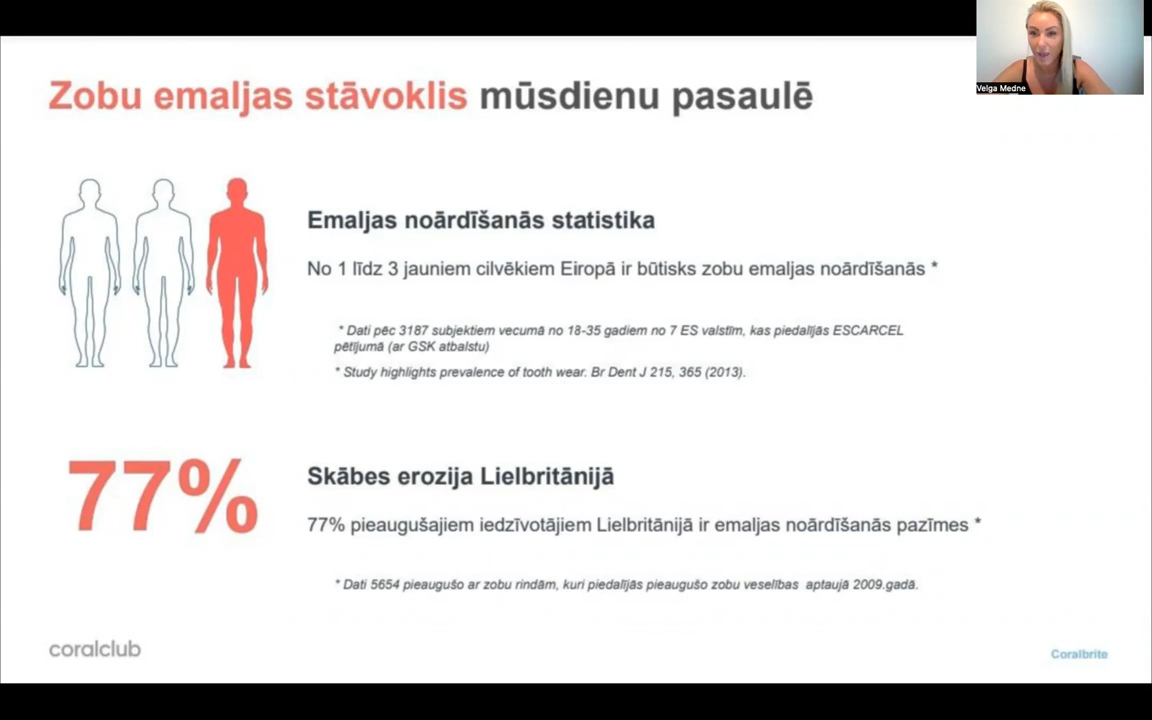 Velga Medne
Zobu emaljas stāvoklis mūsdienu pasaulē
Emaljas noārdīšanās statistika
No 1 līdz 3 jauniem cilvēkiem Eiropā ir būtisks zobu emaljas noārdīšanās *
* Dati pēc 3187 subjektiem vecumā no 18-35 gadiem no 7 ES valstīm, kas piedalījās ESCARCEL
pētījumā (ar GSK atbalstu)
* Study highlights prevalence of tooth wear. Br Dent J 215, 365 (2013).
77%
Skābes erozija Lielbritānijā
77% pieaugušajiem iedzīvotājiem Lielbritānijā ir emaljas noārdīšanās pazīmes *
* Dati 5654 pieaugušo ar zobu rindām, kuri piedalījās pieaugušo zobu veselības aptaujā 2009.gadā.
coralclub
Coralbrite